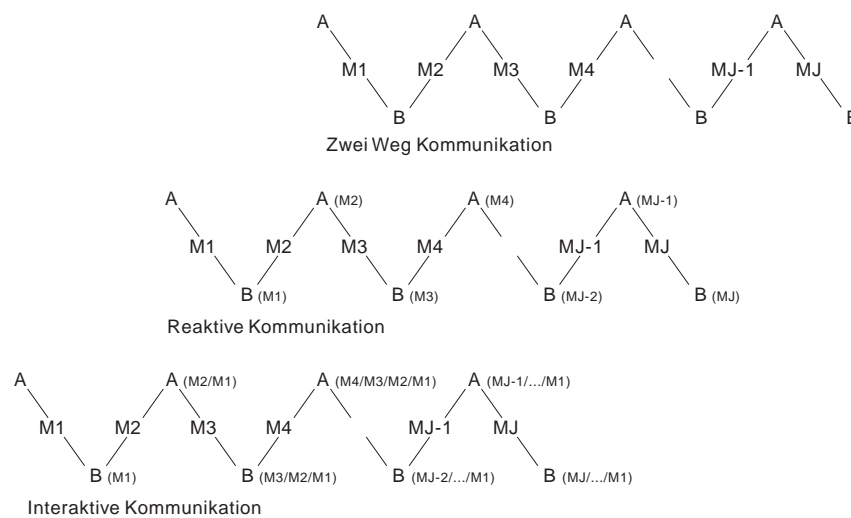 A A A A
M1 M2 M3 M4 MJ-1 MJ
B B B B
Zwei Weg Kommunikation
A A (M2) A (M4) A (MJ-1)
M1 M2 M3 M4 MJ-1 MJ
B (M1) B (M3) B (MJ-2) B (MJ)
Reaktive Kommunikation
A A (M2/M1) A (M4/M3/M2/M1) A (MJ-1/.../M1)
M1 M2 M3 M4 MJ-1 MJ
B (M1) B (M3/M2/M1) B (MJ-2/.../M1) B (MJ/.../M1)
Interaktive Kommunikation